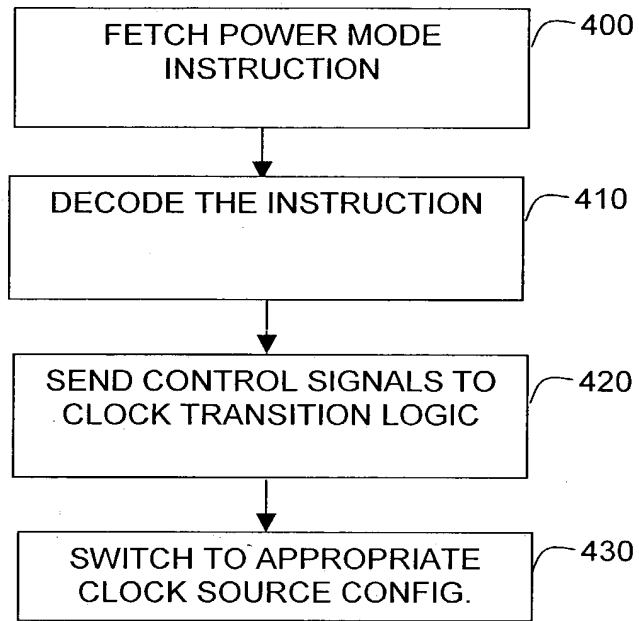 FETCH POWER MODE
INSTRUCTION
400
DECODE THE INSTRUCTION
410
SEND CONTROL SIGNALS TO
CLOCK TRANSITION LOGIC
420
SWITCH TO APPROPRIATE
CLOCK SOURCE CONFIG.
430